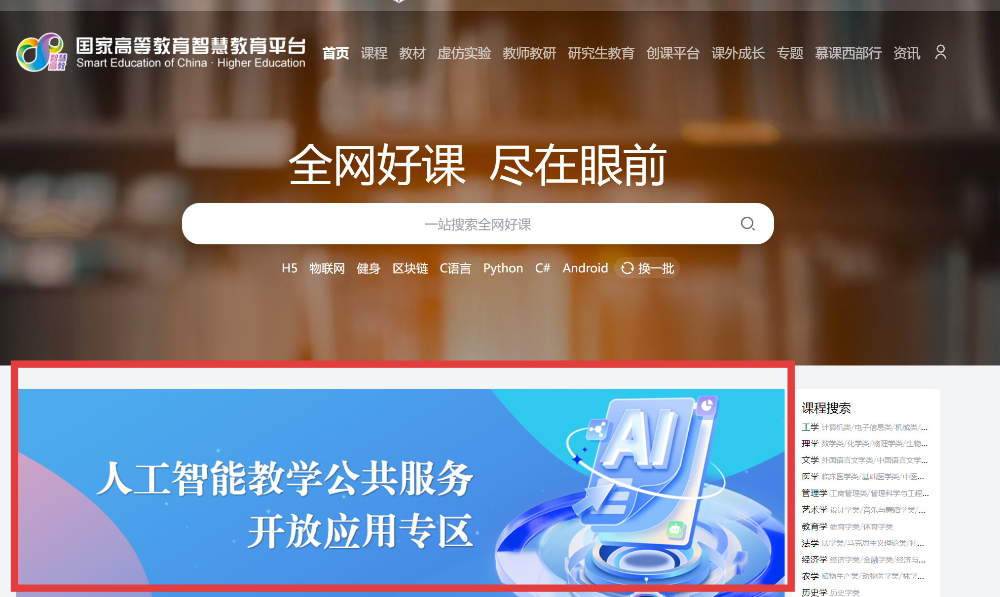 国家高等教育智慧教育平台
Smart Education of China · Higher Education
智慧
高教
首页 课程 教材 虚仿实验 教师教研 研究生教育 创课平台 课外成长 专题 慕课西部行 资讯
全网好课 尽在眼前
一站搜索全网好课
H5 物联网 健身 区块链 C语言 Python C# Android 换一批
人工智能教学公共服务
开放应用专区
AI
课程搜索
工学 计算机类/电子信息类/机械类/...
理学 数学类/化学类/物理学类/生物...
文学 外国语言文学类/中国语言文学...
医学 临床医学类/基础医学类/中医...
管理学 工商管理类/管理科学与工程...
艺术学 设计学类/音乐与舞蹈学类/...
教育学 教育学类/体育学类
法学 法学类/马克思主义理论类/社...
经济学 经济学类/金融学类/经济与...
农学 植物生产类/动物医学类/林学...
历史学 历史学类